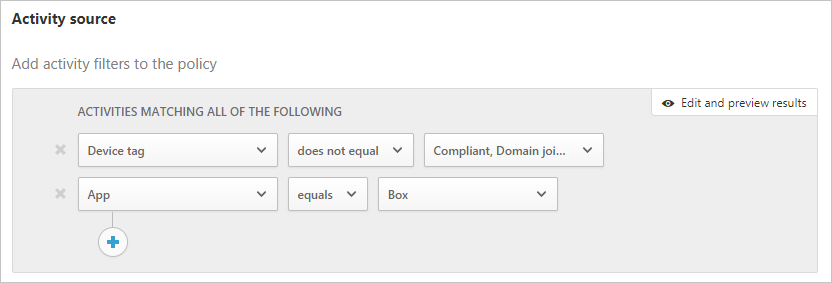 Activity source
Add activity filters to the policy
Edit and preview results
ACTIVITIES MATCHING ALL OF THE FOLLOWING
Device tag does not equal Compliant, Domain joi...
App equals Box